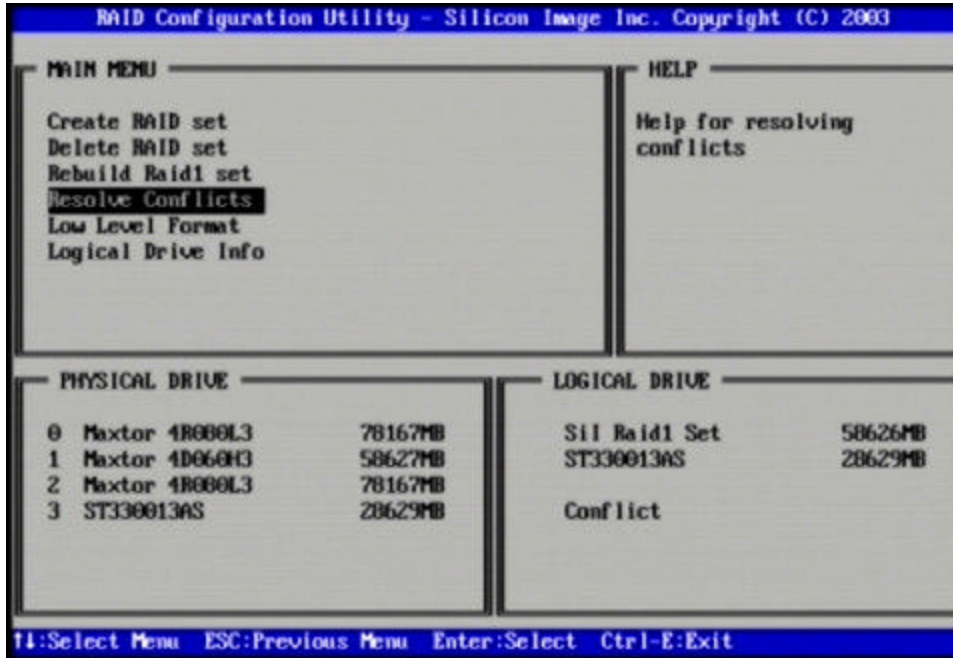 RAID Configuration Utility - Silicon Image Inc. Copyright (C) 2003
MAIN MENU
Create RAID set
Delete RAID set
Rebuild Raid1 set
Resolve Conflicts
Low Level Format
Logical Drive Info
HELP
Help for resolving
conflicts
PHYSICAL DRIVE
0 Maxtor 4R080L3 78167MB
1 Maxtor 4D060H3 58627MB
2 Maxtor 4R080L3 78167MB
3 ST330013AS 28629MB
LOGICAL DRIVE
Sil Raid1 Set 58626MB
ST330013AS 28629MB
Conflict
↑↓:Select Menu ESC:Previous Menu Enter:Select Ctrl-E:Exit